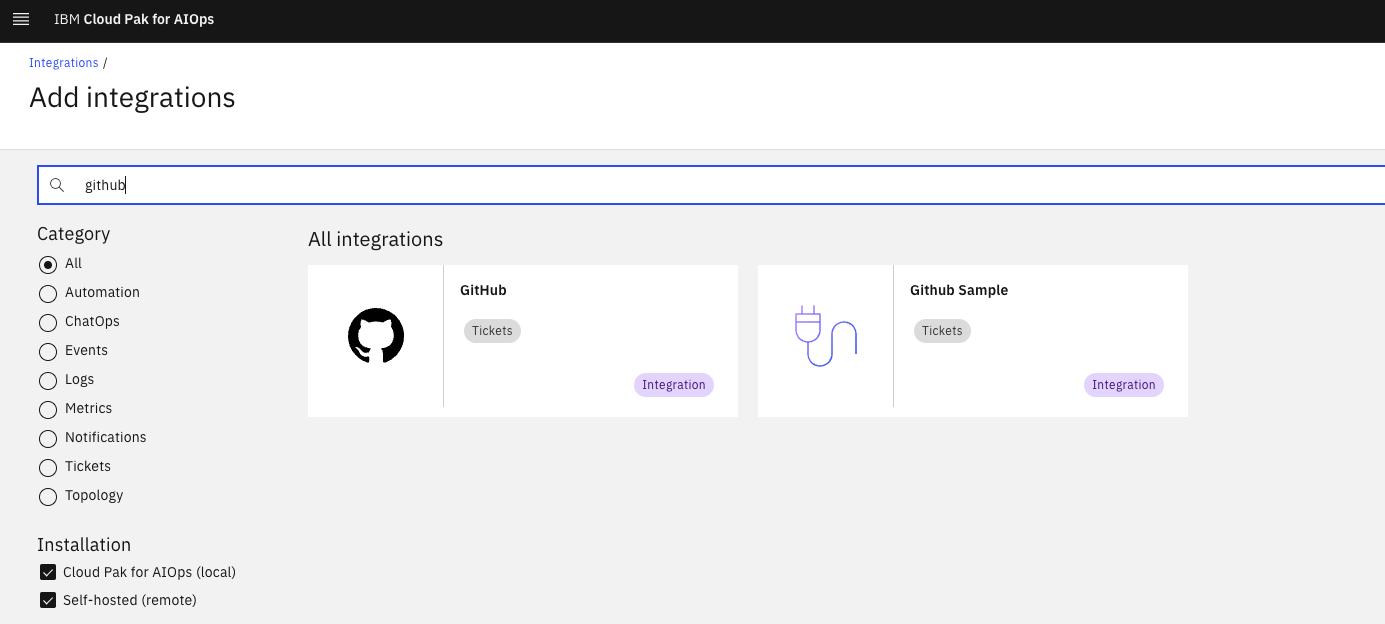 IBM Cloud Pak for AIOps
Integrations /
Add integrations
github
Category
All
Automation
ChatOps
Events
Logs
Metrics
Notifications
Tickets
Topology
Installation
Cloud Pak for AIOps (local)
Self-hosted (remote)
All integrations
GitHub
Tickets
Integration
Github Sample
Tickets
Integration